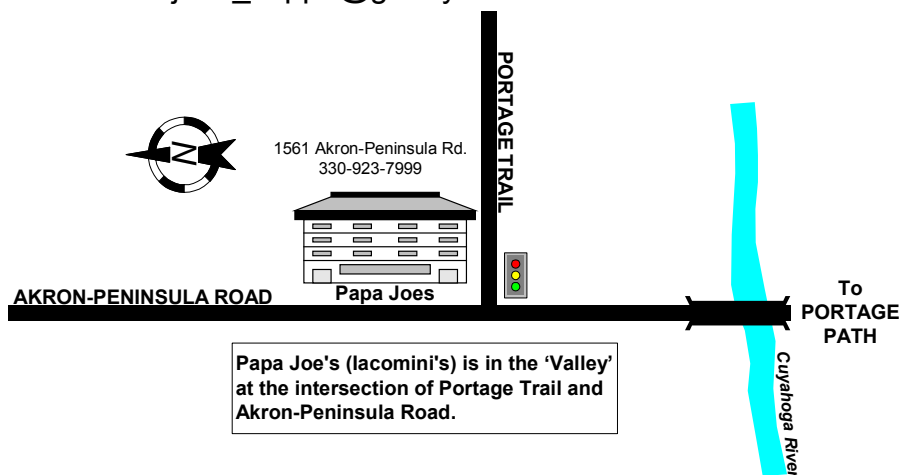 PORTAGE TRAIL
N
1561 Akron-Peninsula Rd.
330-923-7999
Papa Joes
AKRON-PENINSULA ROAD
To
PORTAGE
PATH
Papa Joe's (Iacomini's) is in the ‘Valley’
at the intersection of Portage Trail and
Akron-Peninsula Road.
Cuyahoga River